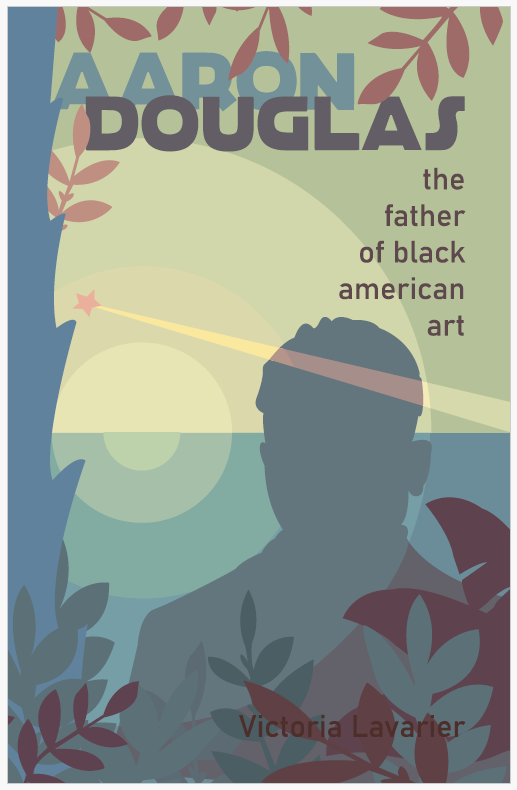 AARON
DOUGLAS
the
father
of black
american
art
Victoria Lavarier